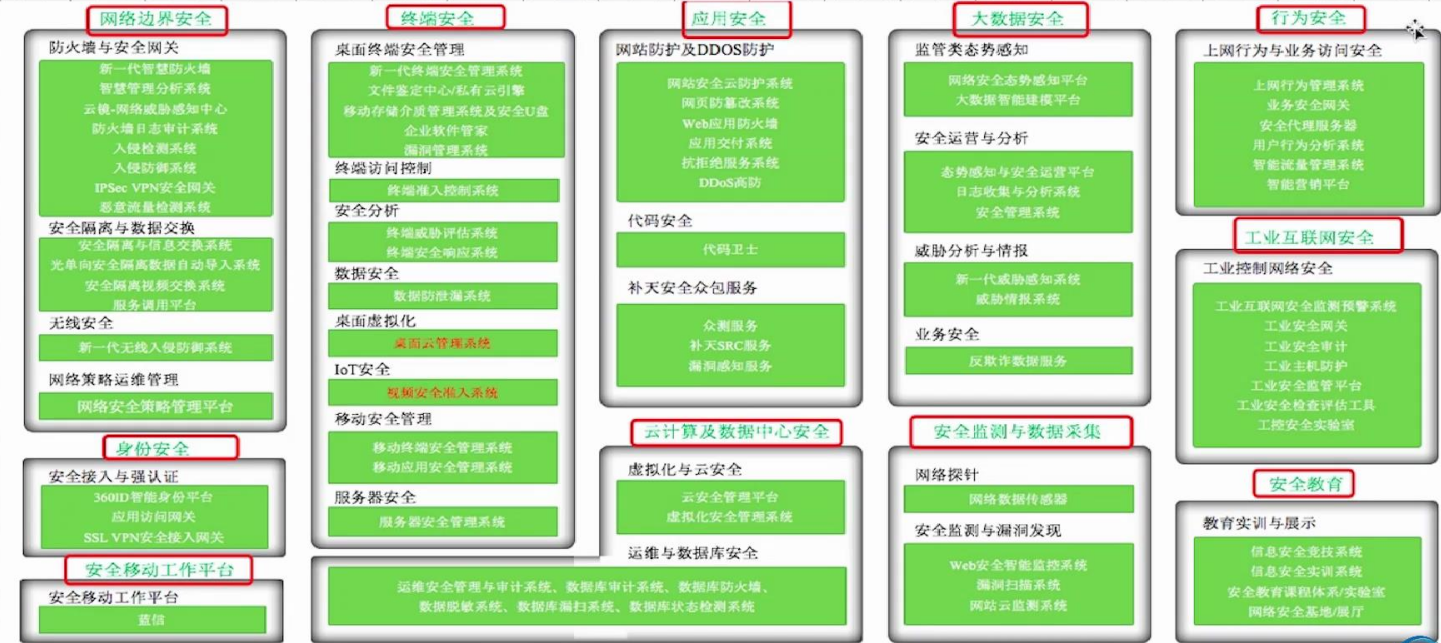 网络边界安全
防火墙与安全网关
新一代智慧防火墙
智慧管理分析系统
云镜-网络威胁感知中心
防火墙日志审计系统
入侵检测系统
入侵防御系统
IPSec VPN安全网关
恶意流量检测系统
安全隔离与数据交换
安全隔离与信息交换系统
光单向安全隔离数据自动导入系统
安全隔离视频交换系统
服务调用平台
无线安全
新一代无线入侵防御系统
网络策略运维管理
网络安全策略管理平台
身份安全
安全接入与强认证
360ID智能身份平台
应用访问网关
SSL VPN安全接入网关
安全移动工作平台
安全移动工作平台
蓝信
终端安全
桌面终端安全管理
新一代终端安全管理系统
文件鉴定中心/私有云引擎
移动存储介质管理系统及安全U盘
企业软件管家
漏洞管理系统
终端访问控制
终端准入控制系统
安全分析
终端威胁评估系统
终端安全响应系统
数据安全
数据防泄漏系统
桌面虚拟化
桌面云管理系统
IoT安全
视频安全准入系统
移动安全管理
移动终端安全管理系统
移动应用安全管理系统
服务器安全
服务器安全管理系统
应用安全
网站防护及DDOS防护
网站安全云防护系统
网页防篡改系统
Web应用防火墙
应用交付系统
抗拒绝服务系统
DDoS高防
代码安全
代码卫士
补天安全众包服务
众测服务
补天SRC服务
漏洞感知服务
云计算及数据中心安全
虚拟化与云安全
云安全管理平台
虚拟化安全管理系统
运维与数据库安全
运维安全管理与审计系统、数据库审计系统、数据库防火墙、
数据脱敏系统、数据库漏扫系统、数据库状态检测系统
大数据安全
监管类态势感知
网络安全态势感知平台
大数据智能建模平台
安全运营与分析
态势感知与安全运营平台
日志收集与分析系统
安全管理系统
威胁分析与情报
新一代威胁感知系统
威胁情报系统
业务安全
反欺诈数据服务
安全监测与数据采集
网络探针
网络数据传感器
安全监测与漏洞发现
Web安全智能监控系统
漏洞扫描系统
网站云监测系统
行为安全
上网行为与业务访问安全
上网行为管理系统
业务安全网关
安全代理服务器
用户行为分析系统
智能流量管理系统
智能营销平台
工业互联网安全
工业控制网络安全
工业互联网安全监测预警系统
工业安全网关
工业安全审计
工业主机防护
工业安全监管平台
工业安全检查评估工具
工控安全实验室
安全教育
教育实训与展示
信息安全竞技系统
信息安全实训系统
安全教育课程体系/实验室
网络安全基地/展厅